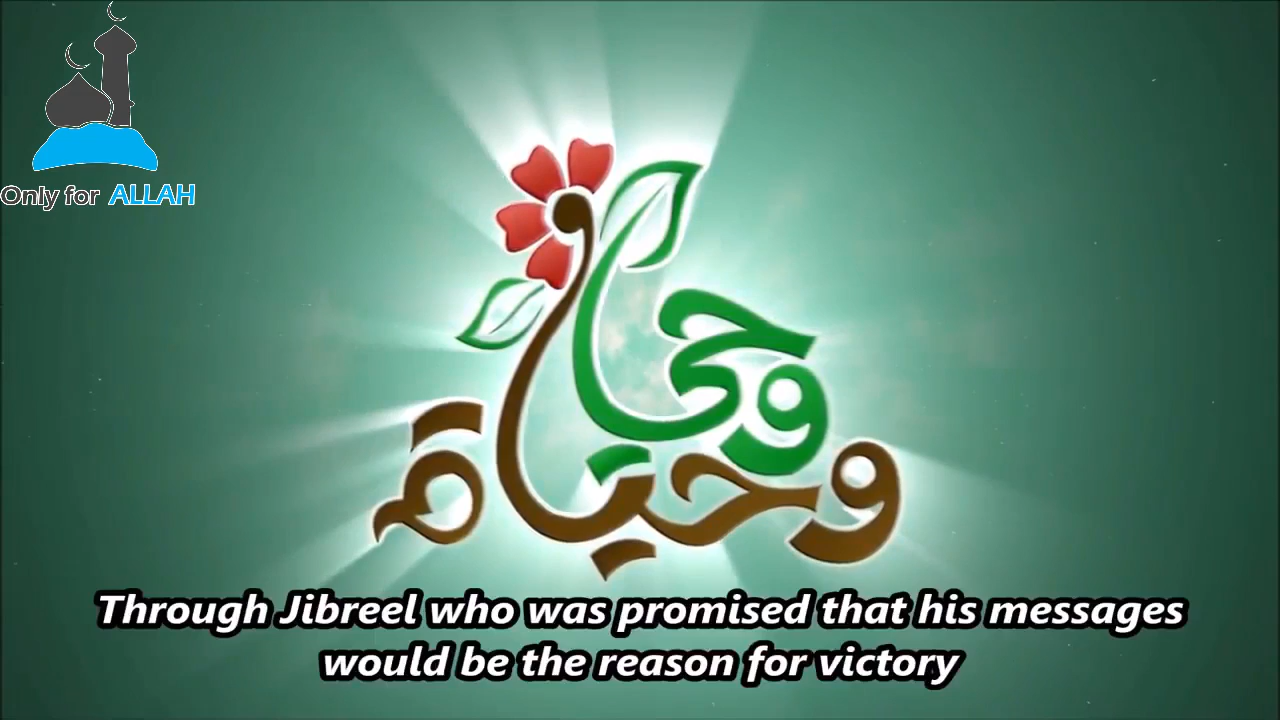 Only for ALLAH
وحي
وحياة
Through Jibreel who was promised that his messages
would be the reason for victory